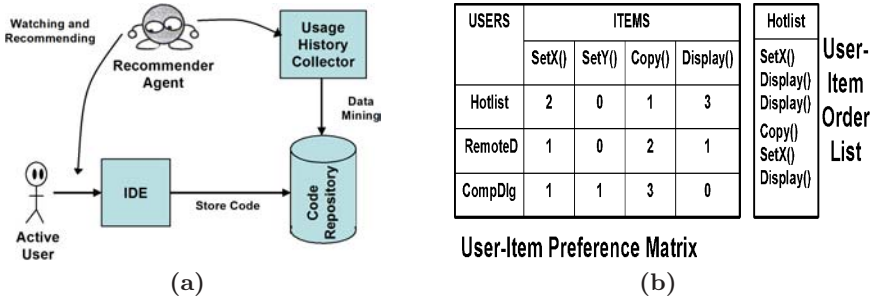 Watching and
Recommending
Recommender
Agent
Usage
History
Collector
Data
Mining
IDE
Store Code
Code
Repository
Active
User
(a)
USERS ITEMS
SetX() SetY() Copy() Display()
Hotlist 2 0 1 3
RemoteD 1 0 2 1
CompDlg 1 1 3 0
User-Item Preference Matrix
Hotlist
SetX()
Display()
Display()
Copy()
SetX()
Display()
User-
Item
Order
List
(b)